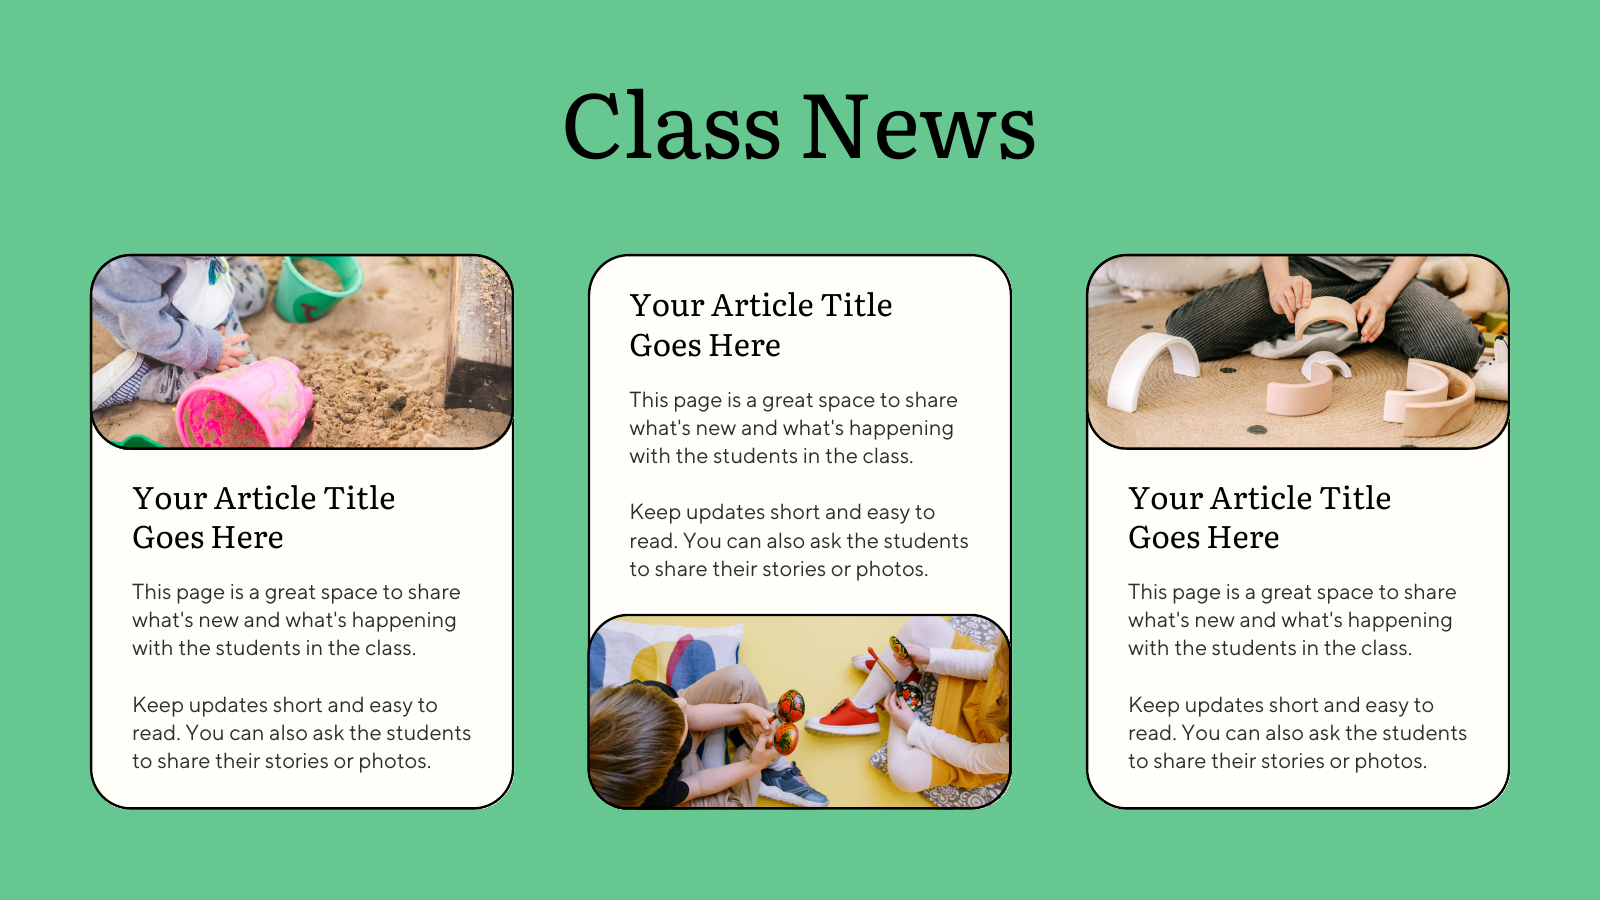 Class News
Your Article Title
Goes Here
This page is a great space to share
what's new and what's happening
with the students in the class.
Keep updates short and easy to
read. You can also ask the students
to share their stories or photos.
Your Article Title
Goes Here
This page is a great space to share
what's new and what's happening
with the students in the class.
Keep updates short and easy to
read. You can also ask the students
to share their stories or photos.
Your Article Title
Goes Here
This page is a great space to share
what's new and what's happening
with the students in the class.
Keep updates short and easy to
read. You can also ask the students
to share their stories or photos.